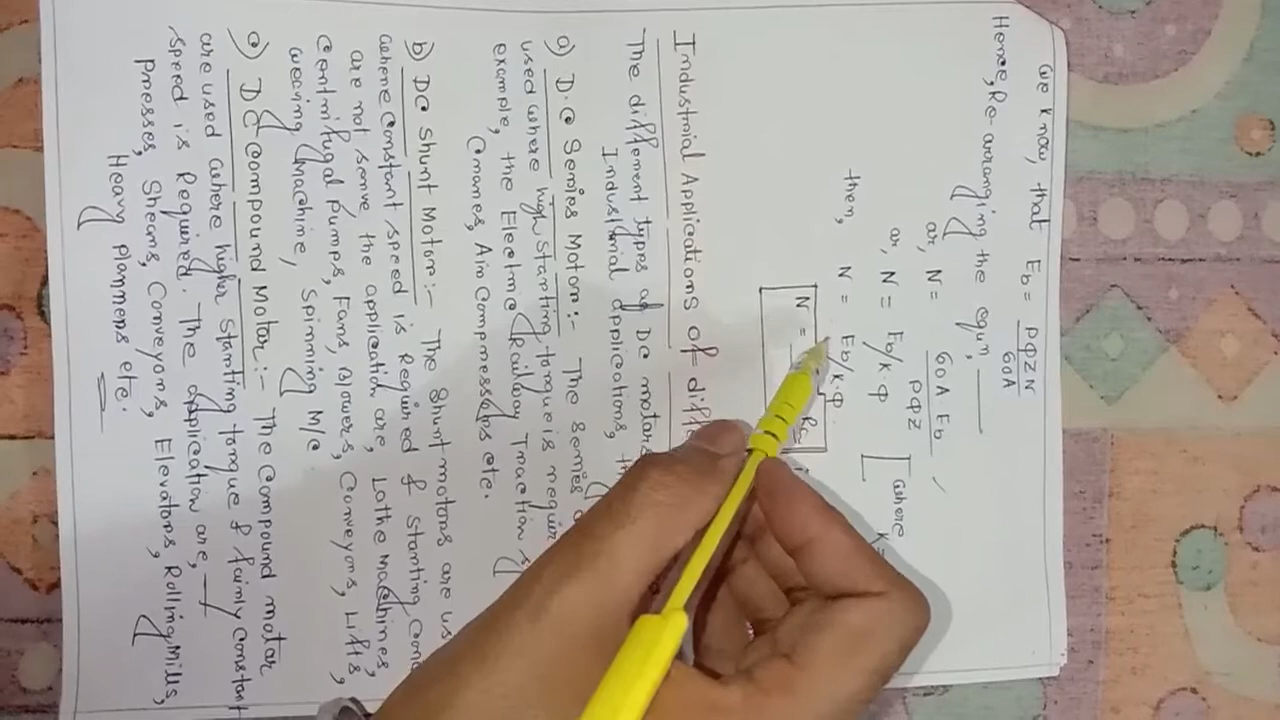 We know, that Eb = PΦZN/60A
Hence, Re-arranging the equn,
or, N = 60A Eb/PΦZ
or, N = Eb/KΦ [where K=
then, N = Eb/KΦ
N =
Industrial Applications of
The different types of DC motors
Industrial applications,
a) D.C Series Motor:- The series
used where high starting torque is
example, the Electric Railway Traction
Cranes, Air Compressors etc.
b) DC Shunt Motor:- The Shunt motors are
where constant speed is Required & starting
are not serve, the application are, Lathe Machines,
Centrifugal Pumps, Fans, Blowers, Conveyors, Lifts,
Weaving Machine, Spinning M/c
c) DC Compound Motor:- The Compound motor
are used where higher starting torque & fairly constant
speed is Required. The Application are,
Presses, Shears, Conveyors, Elevators, Rolling Mills,
Heavy planners etc.